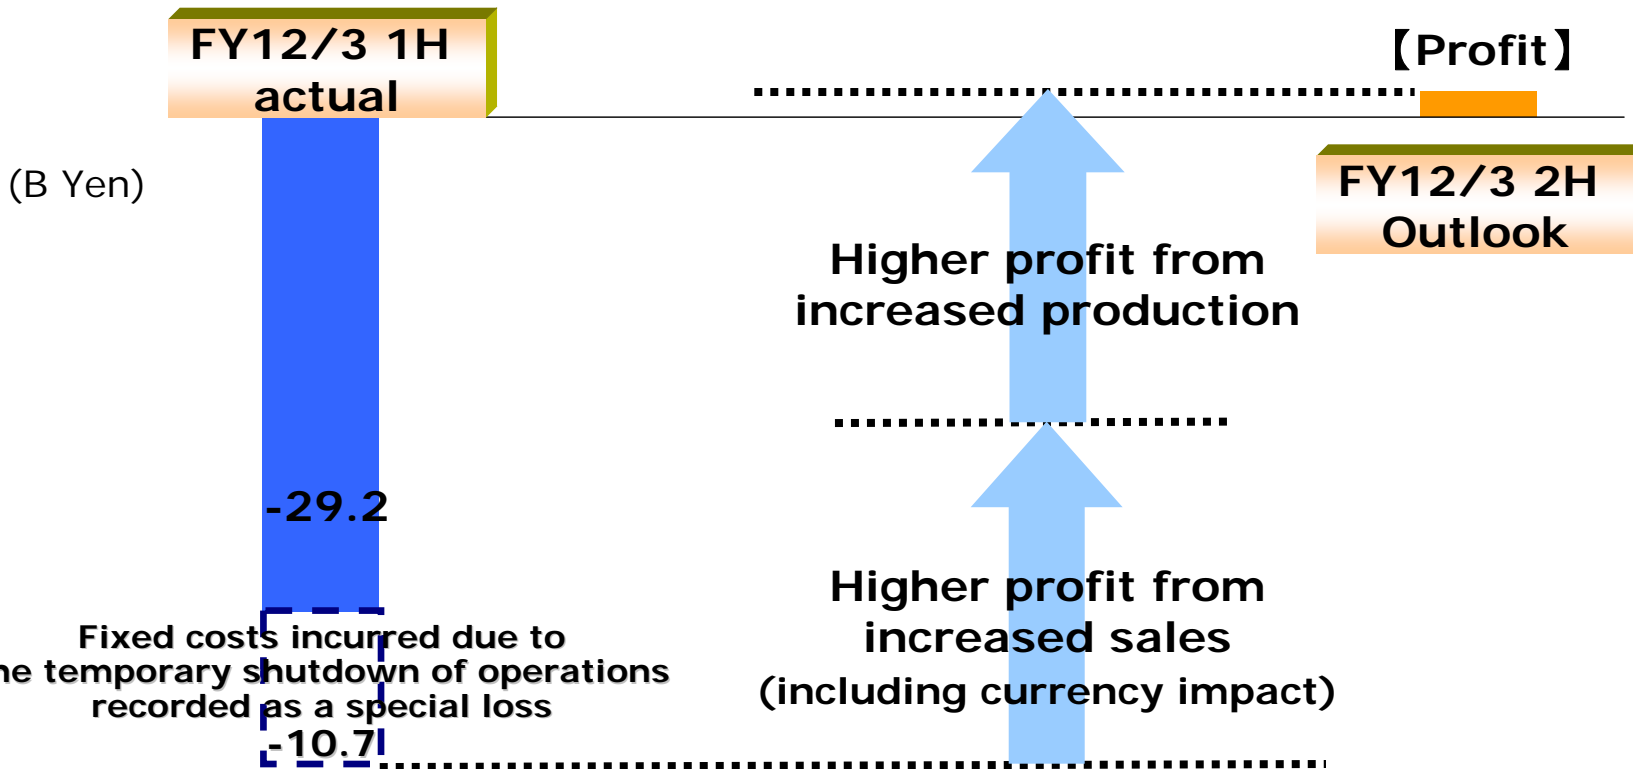 FY12/3 1H
actual
【Profit】
(B Yen)
FY12/3 2H
Outlook
Higher profit from
increased production
-29.2
Higher profit from
increased sales
(including currency impact)
Fixed costs incurred due to
he temporary shutdown of operations
recorded as a special loss
-10.7